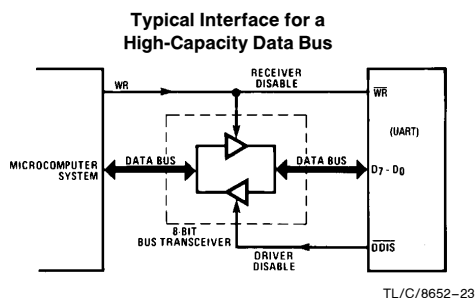 Typical Interface for a
High-Capacity Data Bus
RECEIVER
DISABLE
WR
WR
(UART)
MICROCOMPUTER
SYSTEM
DATA BUS
DATA BUS
D7 - D0
8-BIT
BUS TRANSCEIVER
DRIVER
DISABLE
DDIS
TL/C/8652–23